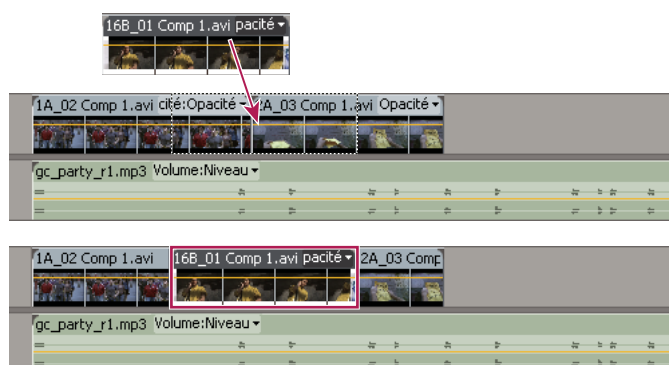 16B_01 Comp 1.avi pacité
1A_02 Comp 1.avi cité:Opacité 2A_03 Comp 1.avi Opacité
gc_party_r1.mp3 Volume:Niveau
1A_02 Comp 1.avi 16B_01 Comp 1.avi pacité 2A_03 Comp
gc_party_r1.mp3 Volume:Niveau